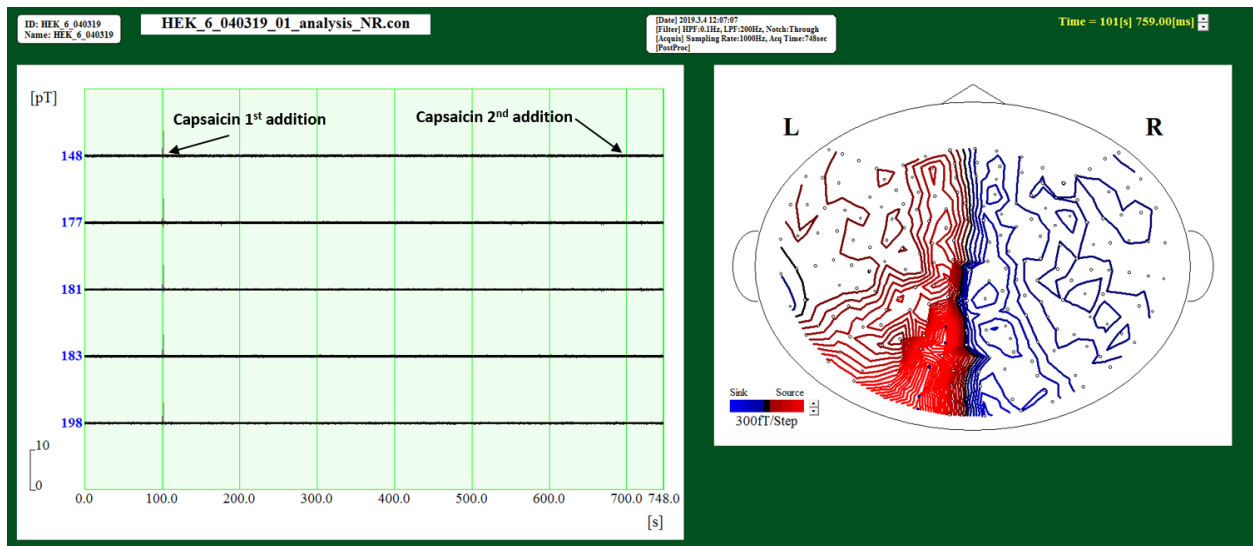 ID: HEK_6_040319
Name: HEK_6_040319
HEK_6_040319_01_analysis_NR.con
[Date] 2019.3.4 12:07:07
[Filter] HPF:0.1Hz, LPF:200Hz, Notch:Through
[Acquis] Sampling Rate:1000Hz, Acq Time:748sec
[PostProc]
Time = 101[s] 759.00[ms]
[pT]
Capsaicin 1st addition
Capsaicin 2nd addition
148
177
181
183
198
10
0
0.0 100.0 200.0 300.0 400.0 500.0 600.0 700.0 748.0
[s]
L R
Sink Source
300fT/Step